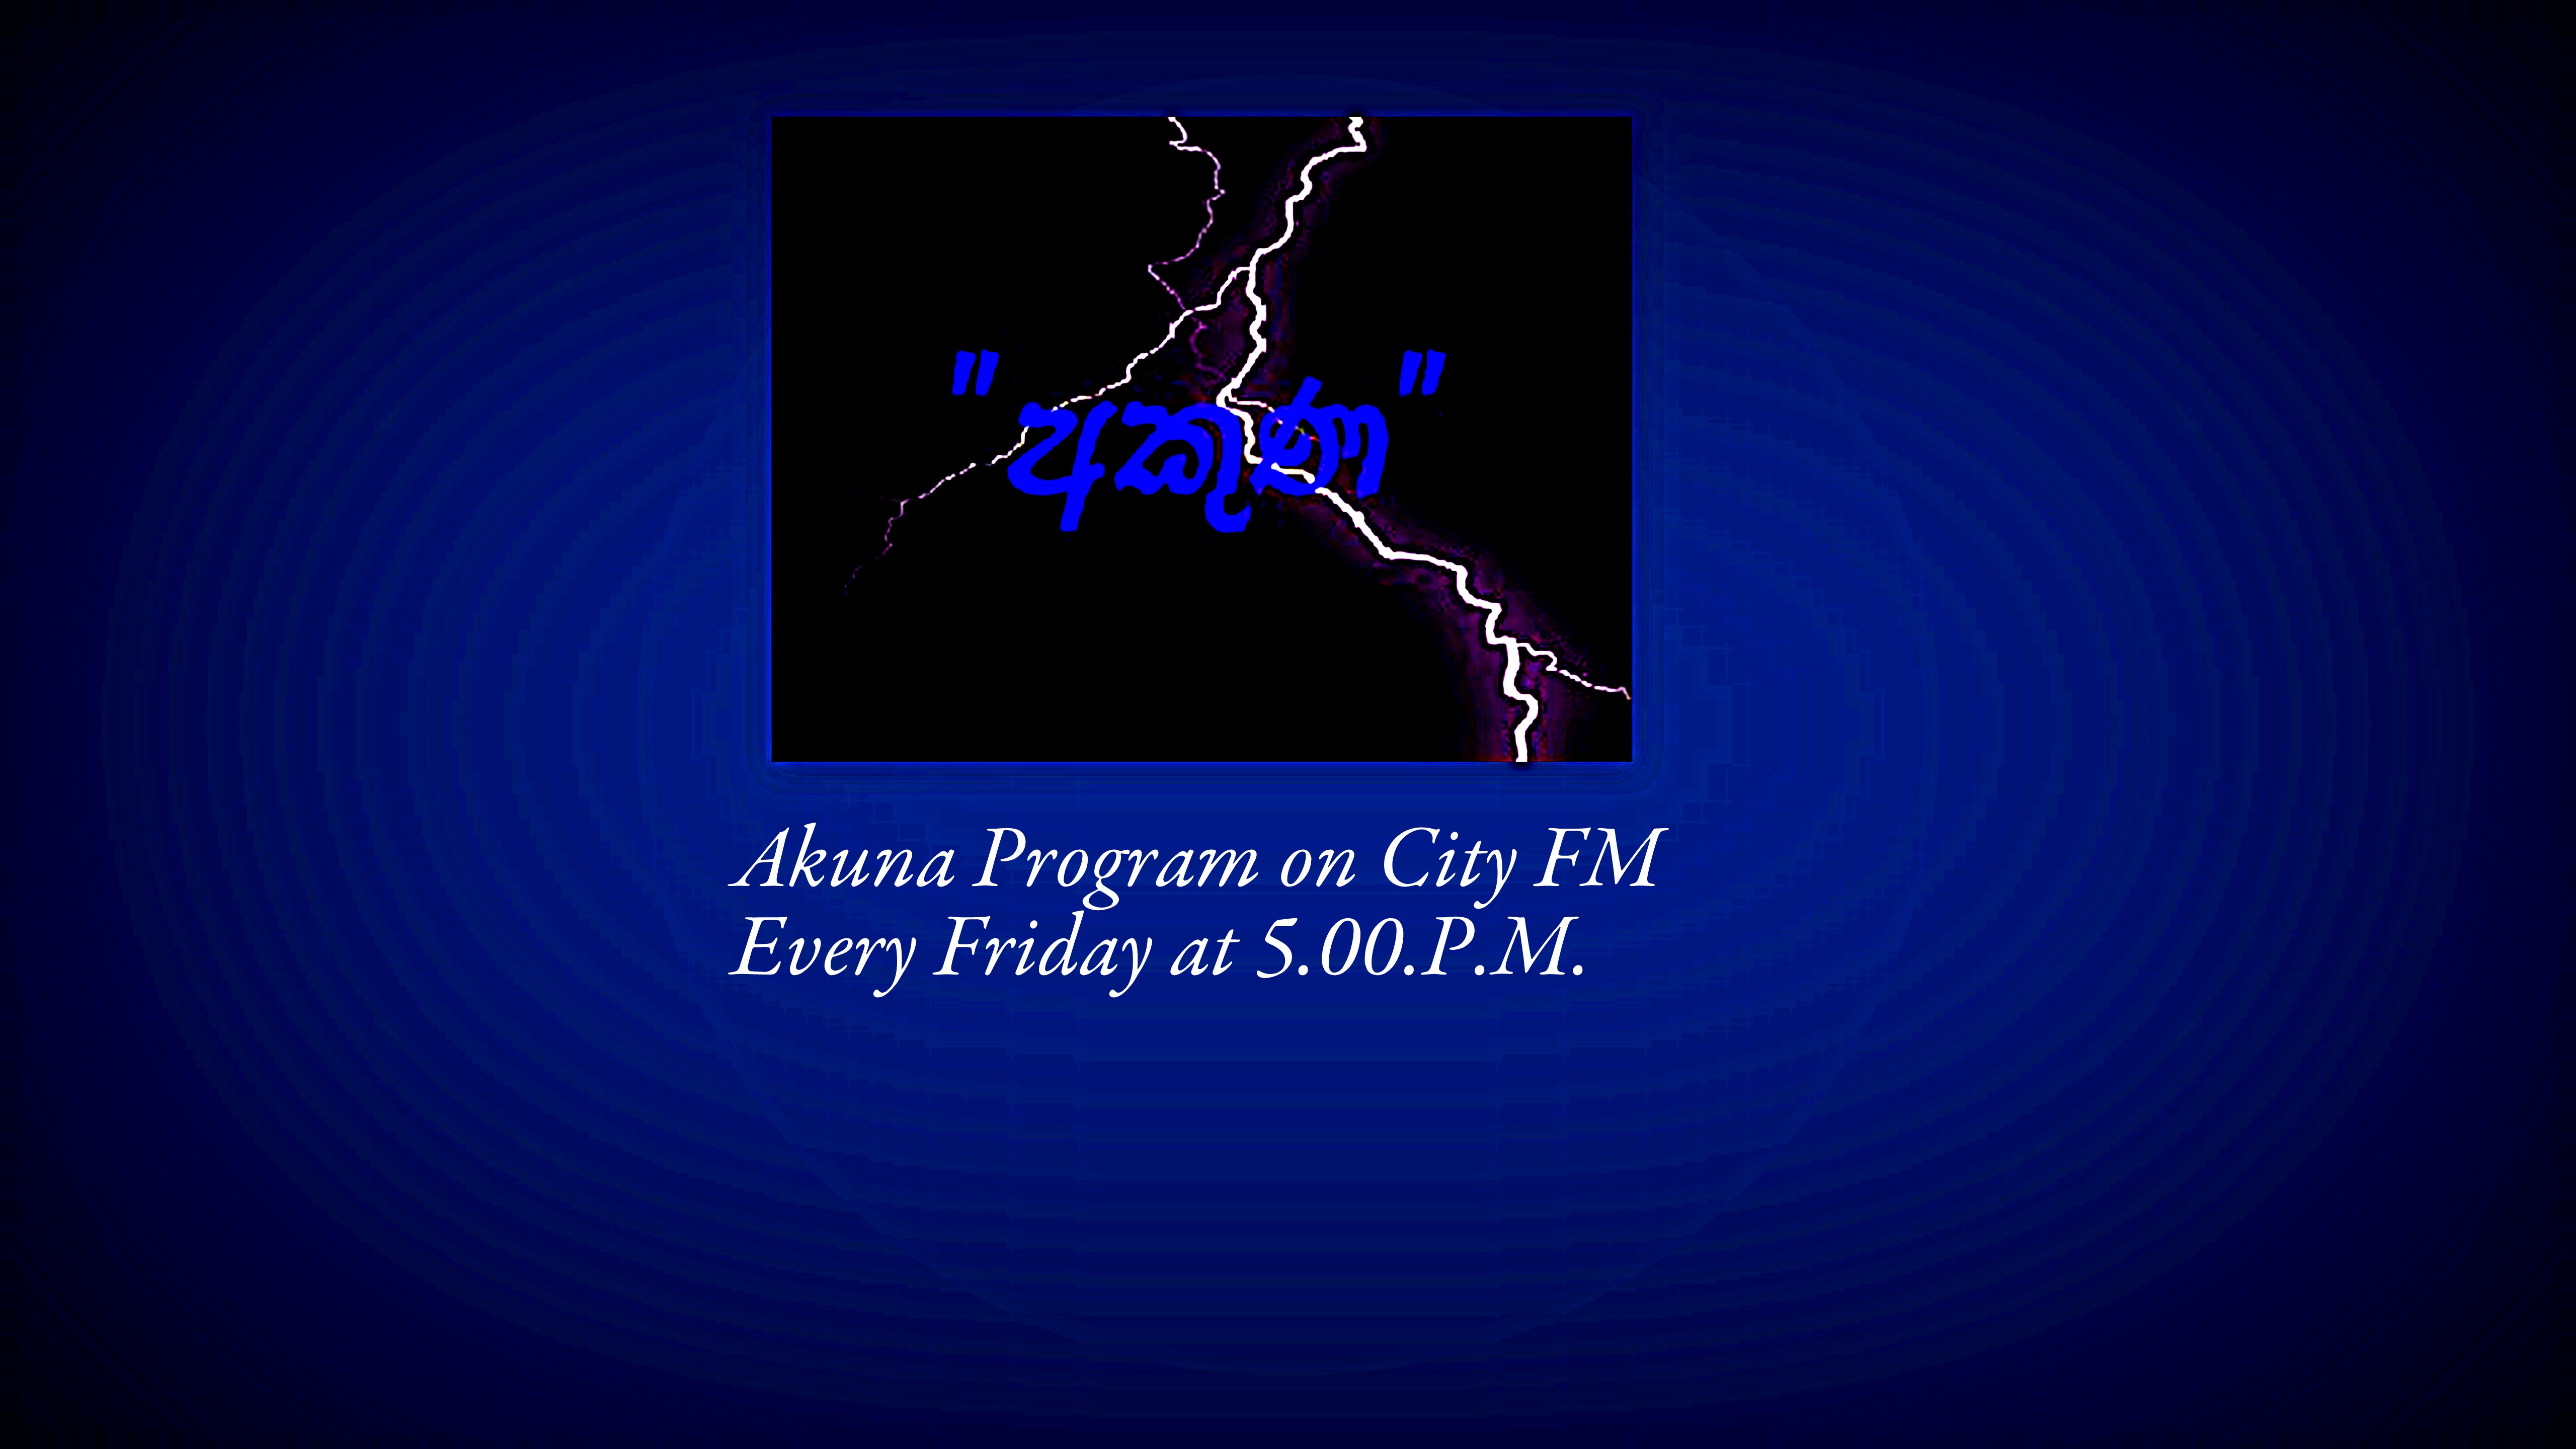 "අකුණ"
Akuna Program on City FM
Every Friday at 5.00.P.M.